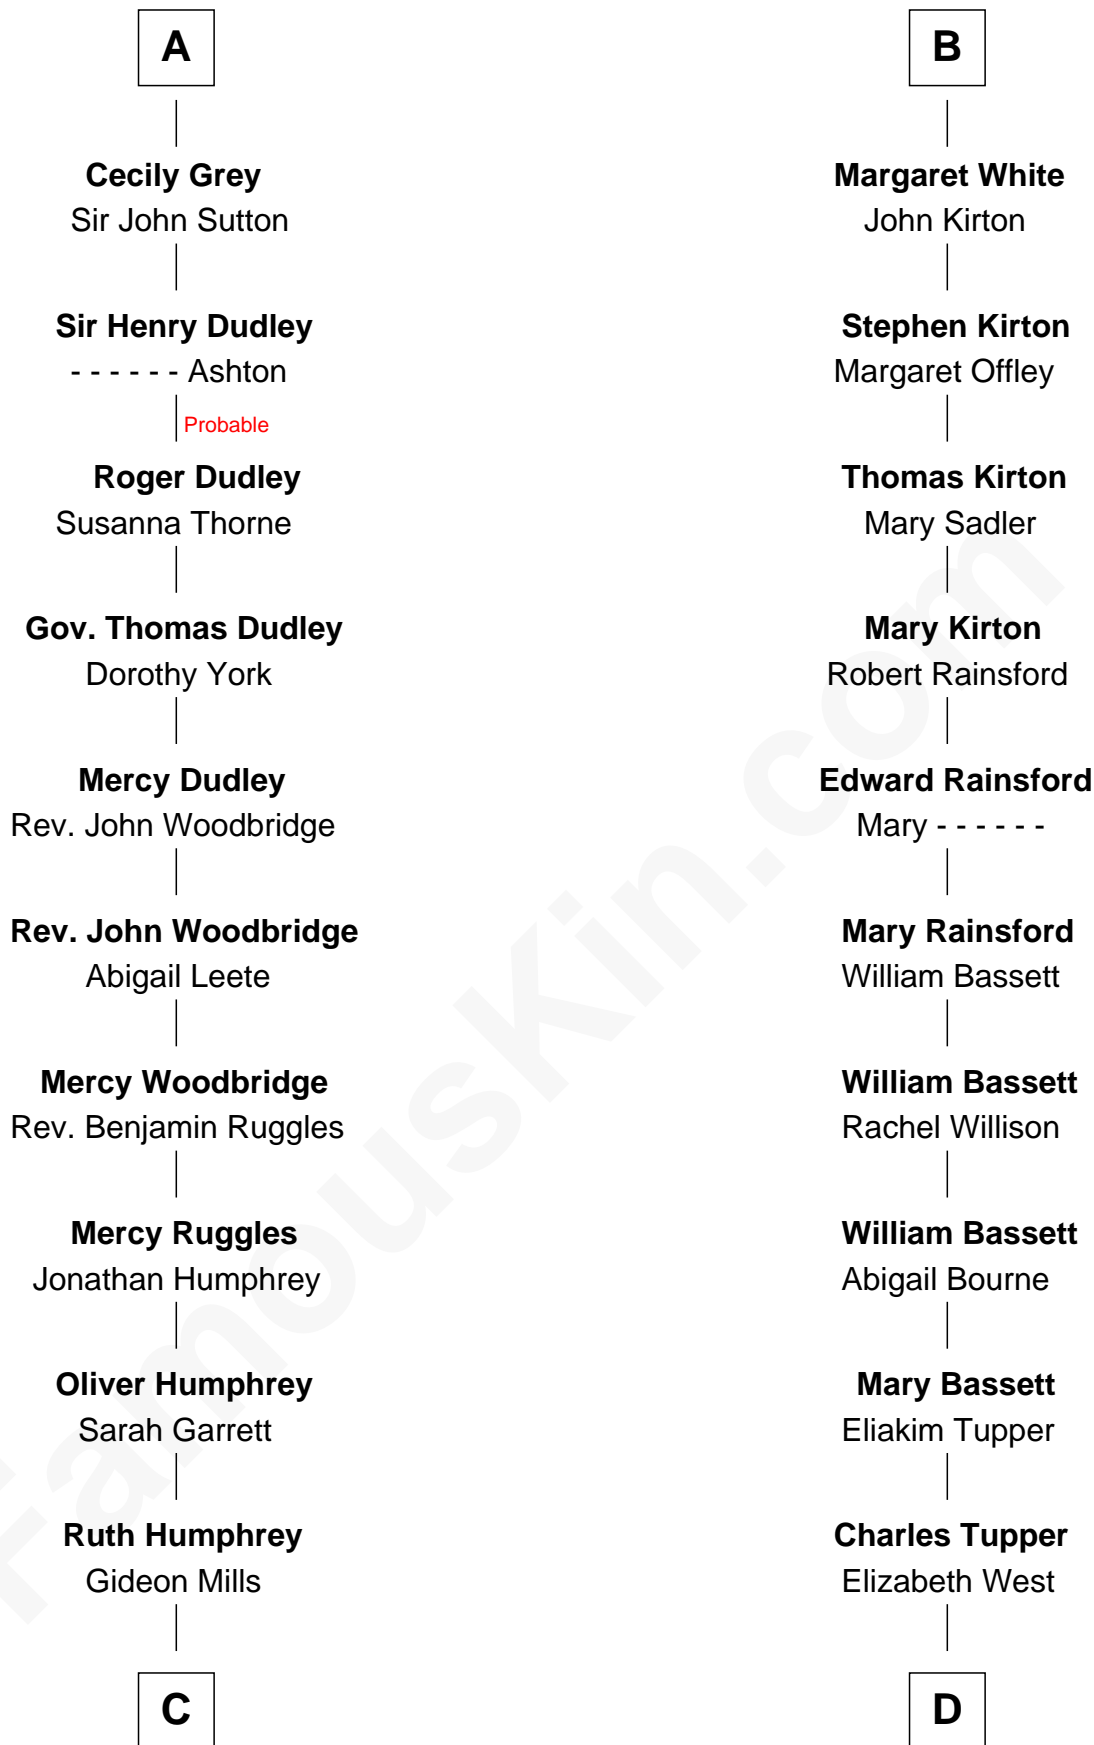 A
Cecily Grey
Sir John Sutton
Sir Henry Dudley
- - - - - - Ashton
Probable
Roger Dudley
Susanna Thorne
Gov. Thomas Dudley
Dorothy York
Mercy Dudley
Rev. John Woodbridge
Rev. John Woodbridge
Abigail Leete
Mercy Woodbridge
Rev. Benjamin Ruggles
Mercy Ruggles
Jonathan Humphrey
Oliver Humphrey
Sarah Garrett
Ruth Humphrey
Gideon Mills
C
B
Margaret White
John Kirton
Stephen Kirton
Margaret Offley
Thomas Kirton
Mary Sadler
Mary Kirton
Robert Rainsford
Edward Rainsford
Mary - - - - - -
Mary Rainsford
William Bassett
William Bassett
Rachel Willison
William Bassett
Abigail Bourne
Mary Bassett
Eliakim Tupper
Charles Tupper
Elizabeth West
D
FamousKin.com